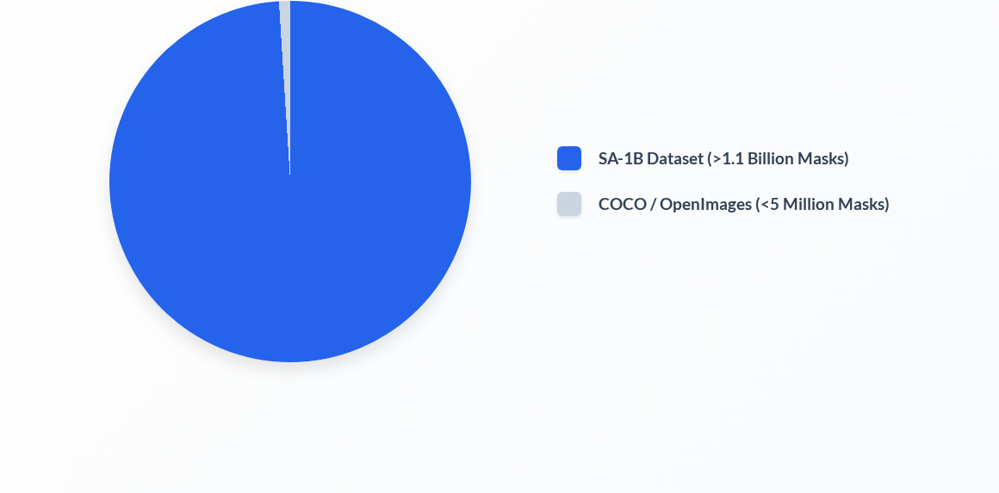 SA-1B Dataset (>1.1 Billion Masks)
COCO / OpenImages (<5 Million Masks)